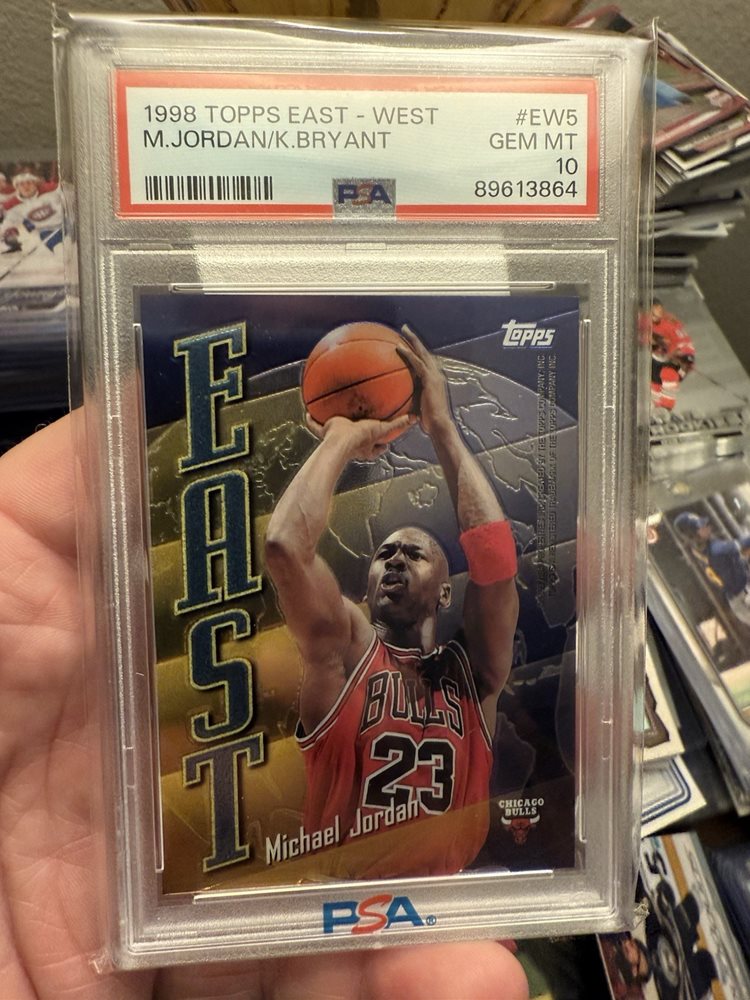 1998 TOPPS EAST - WEST #EW5
M.JORDAN/K.BRYANT GEM MT
10
PSA 89613864
topps
EAST
BULLS
23
Michael Jordan
CHICAGO
BULLS
PSA